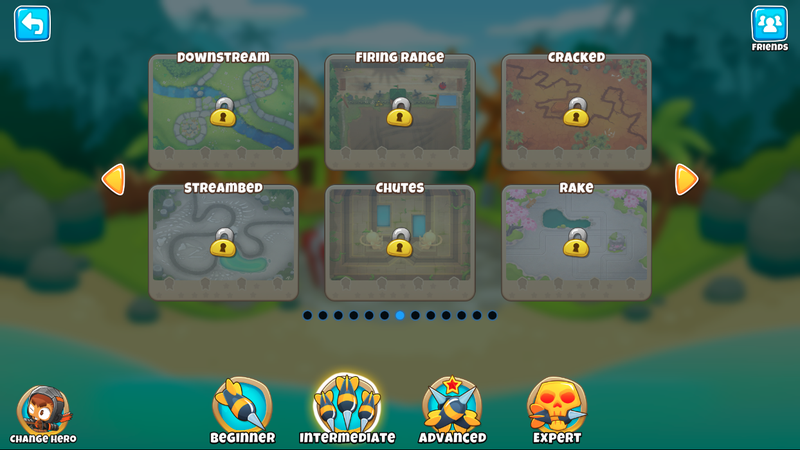 FRIENDS
DOWNSTREAM
FIRING RANGE
CRACKED
STREAMBED
CHUTES
RAKE
CHANGE HERO
BEGINNER
INTERMEDIATE
ADVANCED
EXPERT